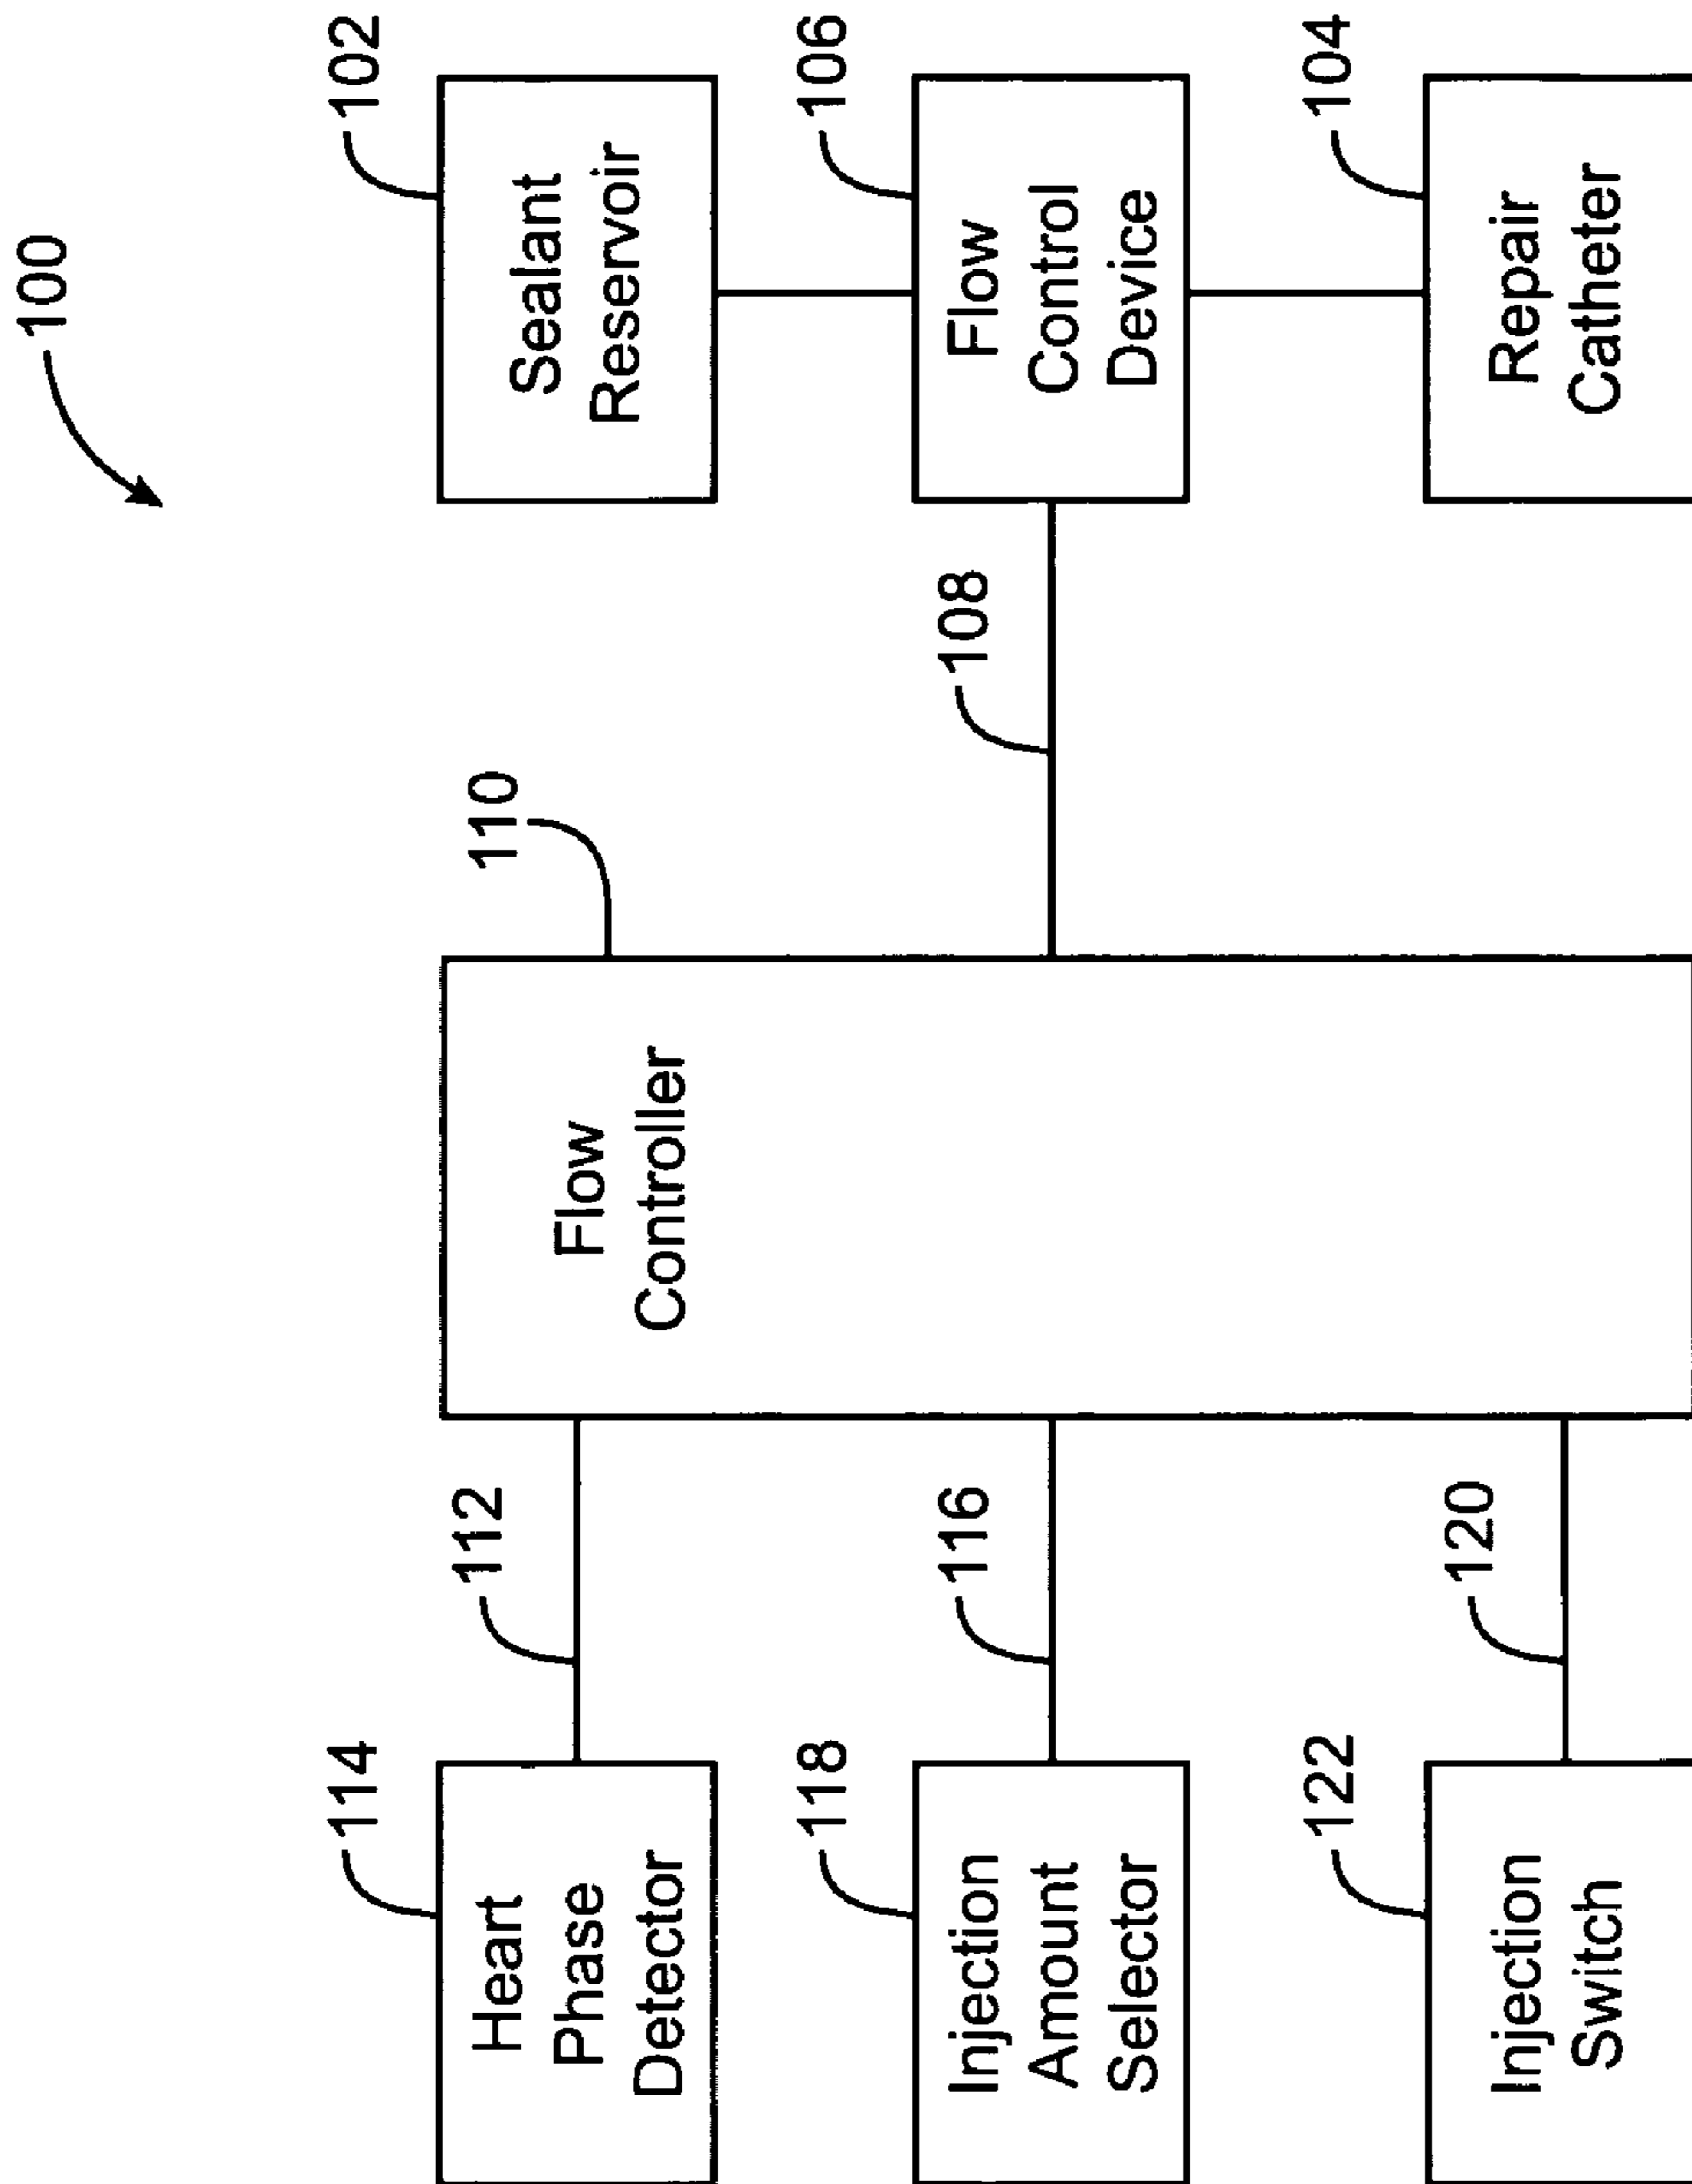 100
114
Heart
Phase
Detector
112
110
Flow
Controller
102
Sealant
Reservoir
118
Injection
Amount
Selector
116
108
106
Flow
Control
Device
122
Injection
Switch
120
104
Repair
Catheter